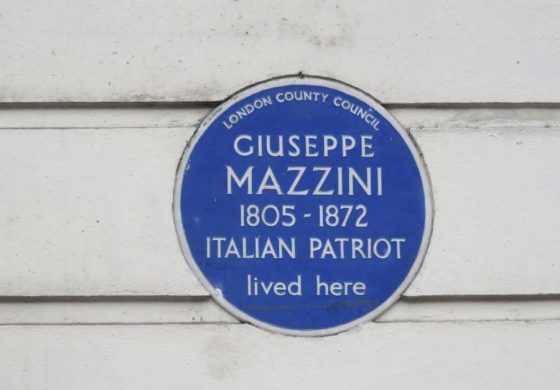 LONDON COUNTY COUNCIL
GIUSEPPE
MAZZINI
1805 - 1872
ITALIAN PATRIOT
lived here